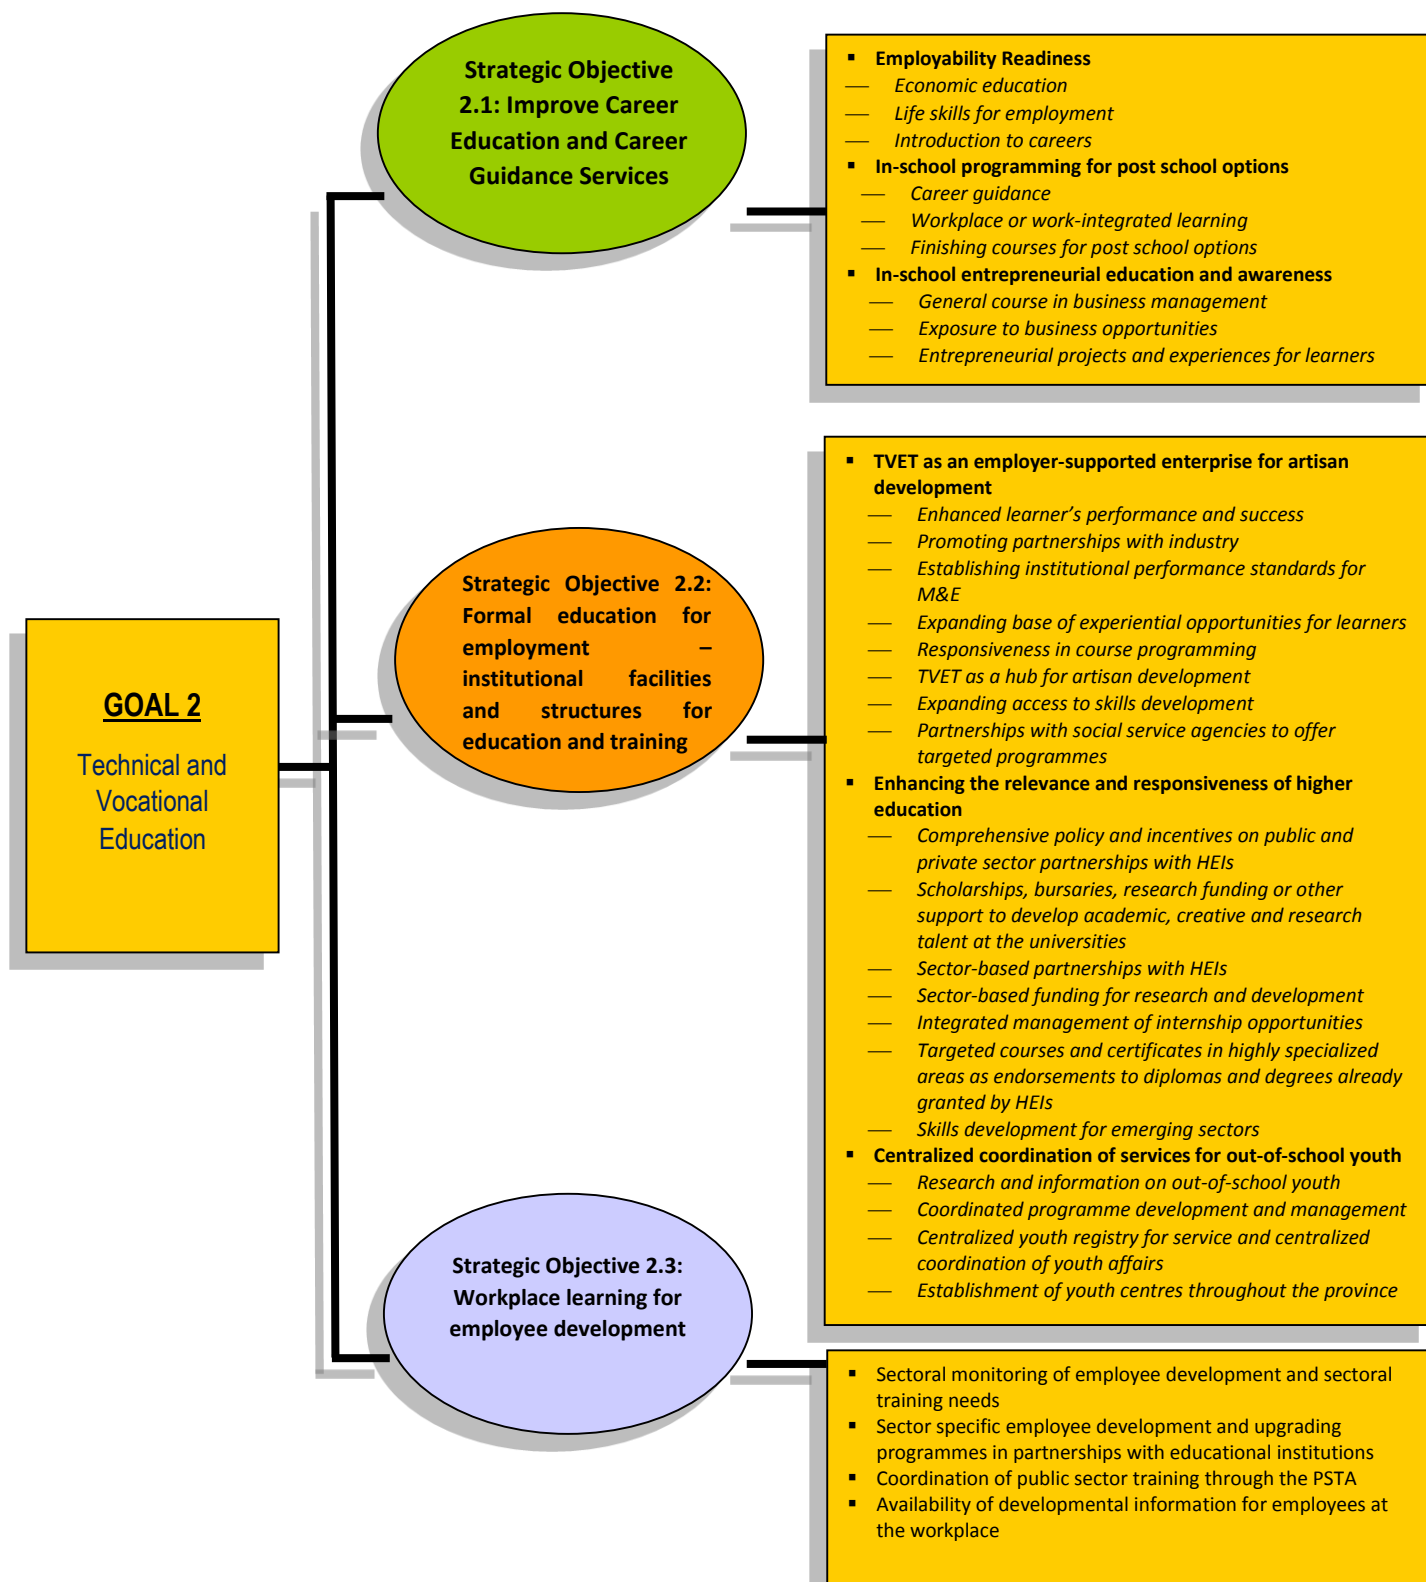 GOAL 2
Technical and
Vocational
Education
Strategic Objective
2.1: Improve Career
Education and Career
Guidance Services
▪ Employability Readiness
— Economic education
— Life skills for employment
— Introduction to careers
▪ In-school programming for post school options
— Career guidance
— Workplace or work-integrated learning
— Finishing courses for post school options
▪ In-school entrepreneurial education and awareness
— General course in business management
— Exposure to business opportunities
— Entrepreneurial projects and experiences for learners
Strategic Objective 2.2:
Formal education for
employment –
institutional facilities
and structures for
education and training
▪ TVET as an employer-supported enterprise for artisan
development
— Enhanced learner’s performance and success
— Promoting partnerships with industry
— Establishing institutional performance standards for
M&E
— Expanding base of experiential opportunities for learners
— Responsiveness in course programming
— TVET as a hub for artisan development
— Expanding access to skills development
— Partnerships with social service agencies to offer
targeted programmes
▪ Enhancing the relevance and responsiveness of higher
education
— Comprehensive policy and incentives on public and
private sector partnerships with HEIs
— Scholarships, bursaries, research funding or other
support to develop academic, creative and research
talent at the universities
— Sector-based partnerships with HEIs
— Sector-based funding for research and development
— Integrated management of internship opportunities
— Targeted courses and certificates in highly specialized
areas as endorsements to diplomas and degrees already
granted by HEIs
— Skills development for emerging sectors
▪ Centralized coordination of services for out-of-school youth
— Research and information on out-of-school youth
— Coordinated programme development and management
— Centralized youth registry for service and centralized
coordination of youth affairs
— Establishment of youth centres throughout the province
Strategic Objective 2.3:
Workplace learning for
employee development
▪ Sectoral monitoring of employee development and sectoral
training needs
▪ Sector specific employee development and upgrading
programmes in partnerships with educational institutions
▪ Coordination of public sector training through the PSTA
▪ Availability of developmental information for employees at
the workplace